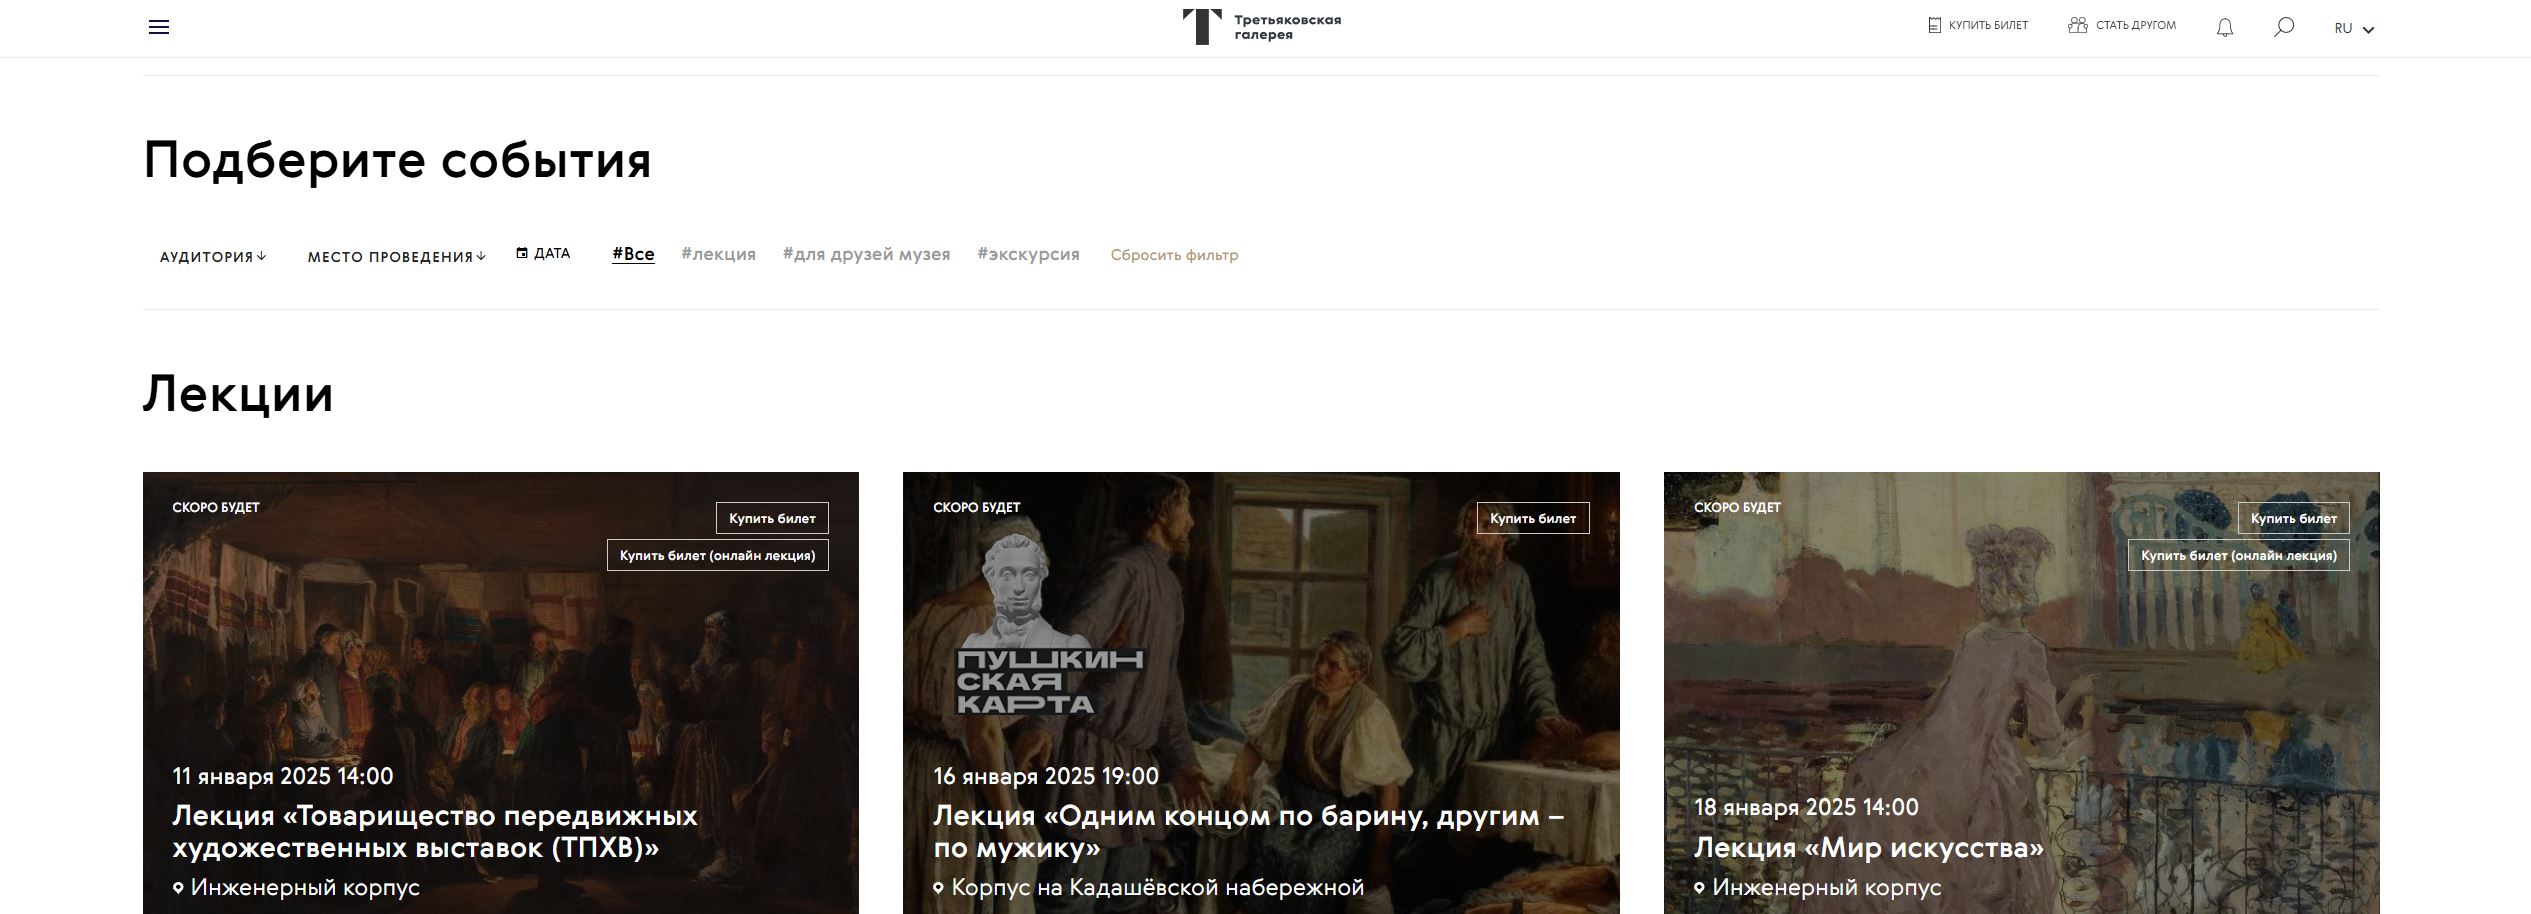 Третьяковская
галерея
КУПИТЬ БИЛЕТ
СТАТЬ ДРУГОМ
RU
Подберите события
АУДИТОРИЯ
МЕСТО ПРОВЕДЕНИЯ
ДАТА
#Все
#лекция
#для друзей музея
#экскурсия
Сбросить фильтр
Лекции
СКОРО БУДЕТ
Купить билет
Купить билет (онлайн лекция)
11 января 2025 14:00
Лекция «Товарищество передвижных
художественных выставок (ТПХВ)»
Инженерный корпус
СКОРО БУДЕТ
Купить билет
ПУШКИН
СКАЯ
КАРТА
16 января 2025 19:00
Лекция «Одним концом по барину, другим –
по мужику»
Корпус на Кадашёвской набережной
СКОРО БУДЕТ
Купить билет
Купить билет (онлайн лекция)
18 января 2025 14:00
Лекция «Мир искусства»
Инженерный корпус